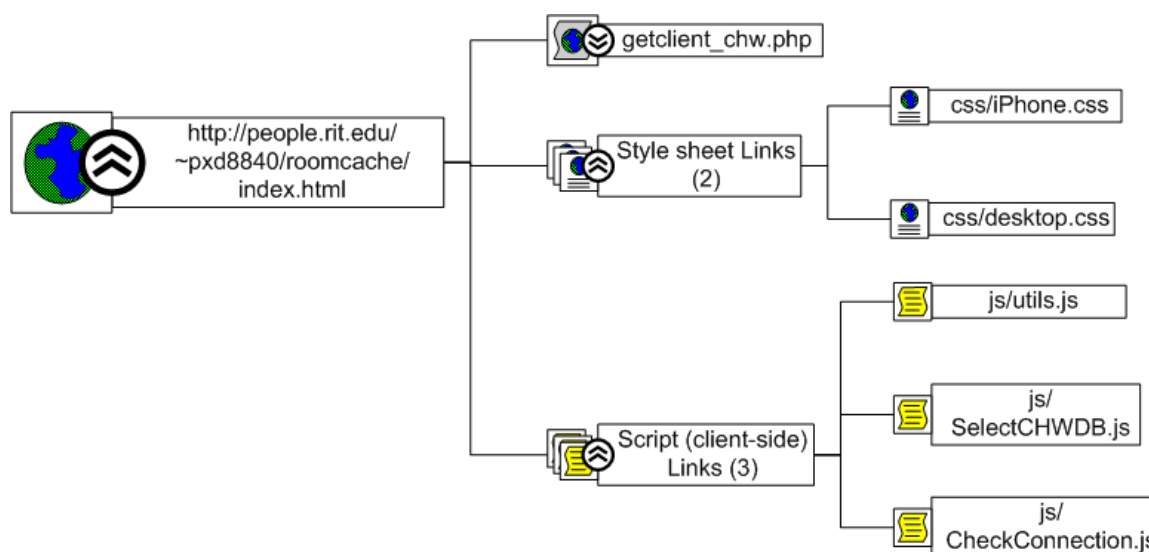 getclient_chw.php
http://people.rit.edu/
~pxd8840/roomcache/
index.html
Style sheet Links
(2)
css/iPhone.css
css/desktop.css
js/utils.js
js/
SelectCHWDB.js
Script (client-side)
Links (3)
js/
CheckConnection.js